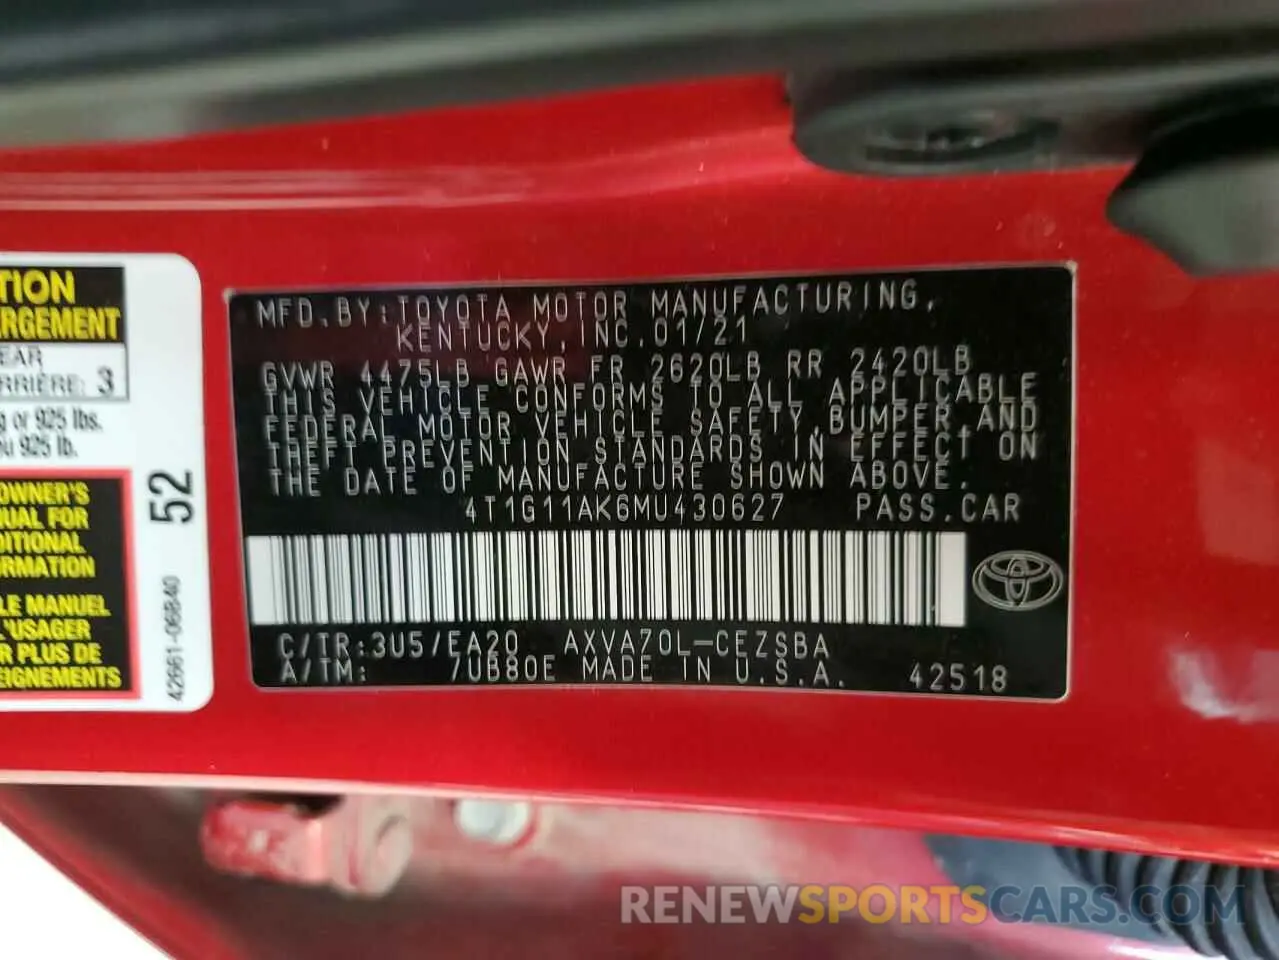 TION
RGEMENT
EAR
RRIÈRE: 3
g or 925 lbs.
u 925 lb.
OWNER'S
UAL FOR
DITIONAL
RMATION
LE MANUEL
L'USAGER
R PLUS DE
EIGNEMENTS
52
42661-06B40
MFD. BY: TOYOTA MOTOR MANUFACTURING,
KENTUCKY, INC. 01/21
GVWR 4475LB GAWR FR 2620LB RR 2420LB
THIS VEHICLE CONFORMS TO ALL APPLICABLE
FEDERAL MOTOR VEHICLE SAFETY, BUMPER, AND
THEFT PREVENTION STANDARDS IN EFFECT ON
THE DATE OF MANUFACTURE SHOWN ABOVE.
4T1G11AK6MU430627 PASS.CAR
C/TR:3U5/EA20 AXVA70L-CEZSBA
A/TM: 7UB80E MADE IN U.S.A. 42518
RENEWSPORTSCARS.COM